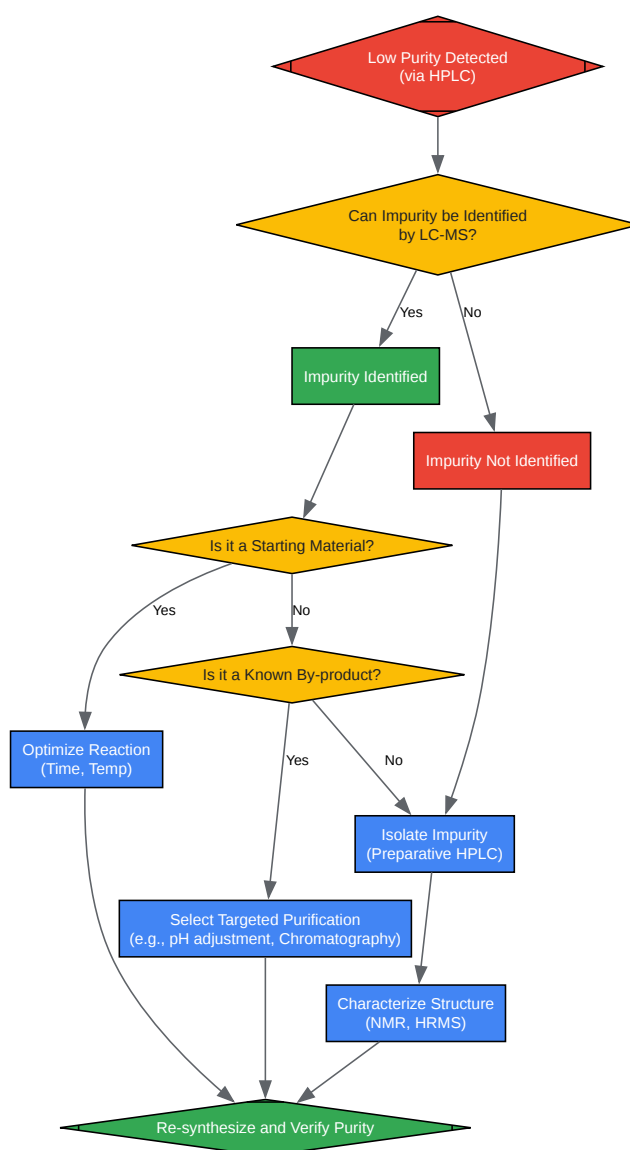 Low Purity Detected
(via HPLC)
Can Impurity be Identified
by LC-MS?
Yes
No
Impurity Identified
Impurity Not Identified
Is it a Starting Material?
Yes
No
Is it a Known By-product?
Optimize Reaction
(Time, Temp)
Yes
No
Isolate Impurity
(Preparative HPLC)
Select Targeted Purification
(e.g., pH adjustment, Chromatography)
Characterize Structure
(NMR, HRMS)
Re-synthesize and Verify Purity